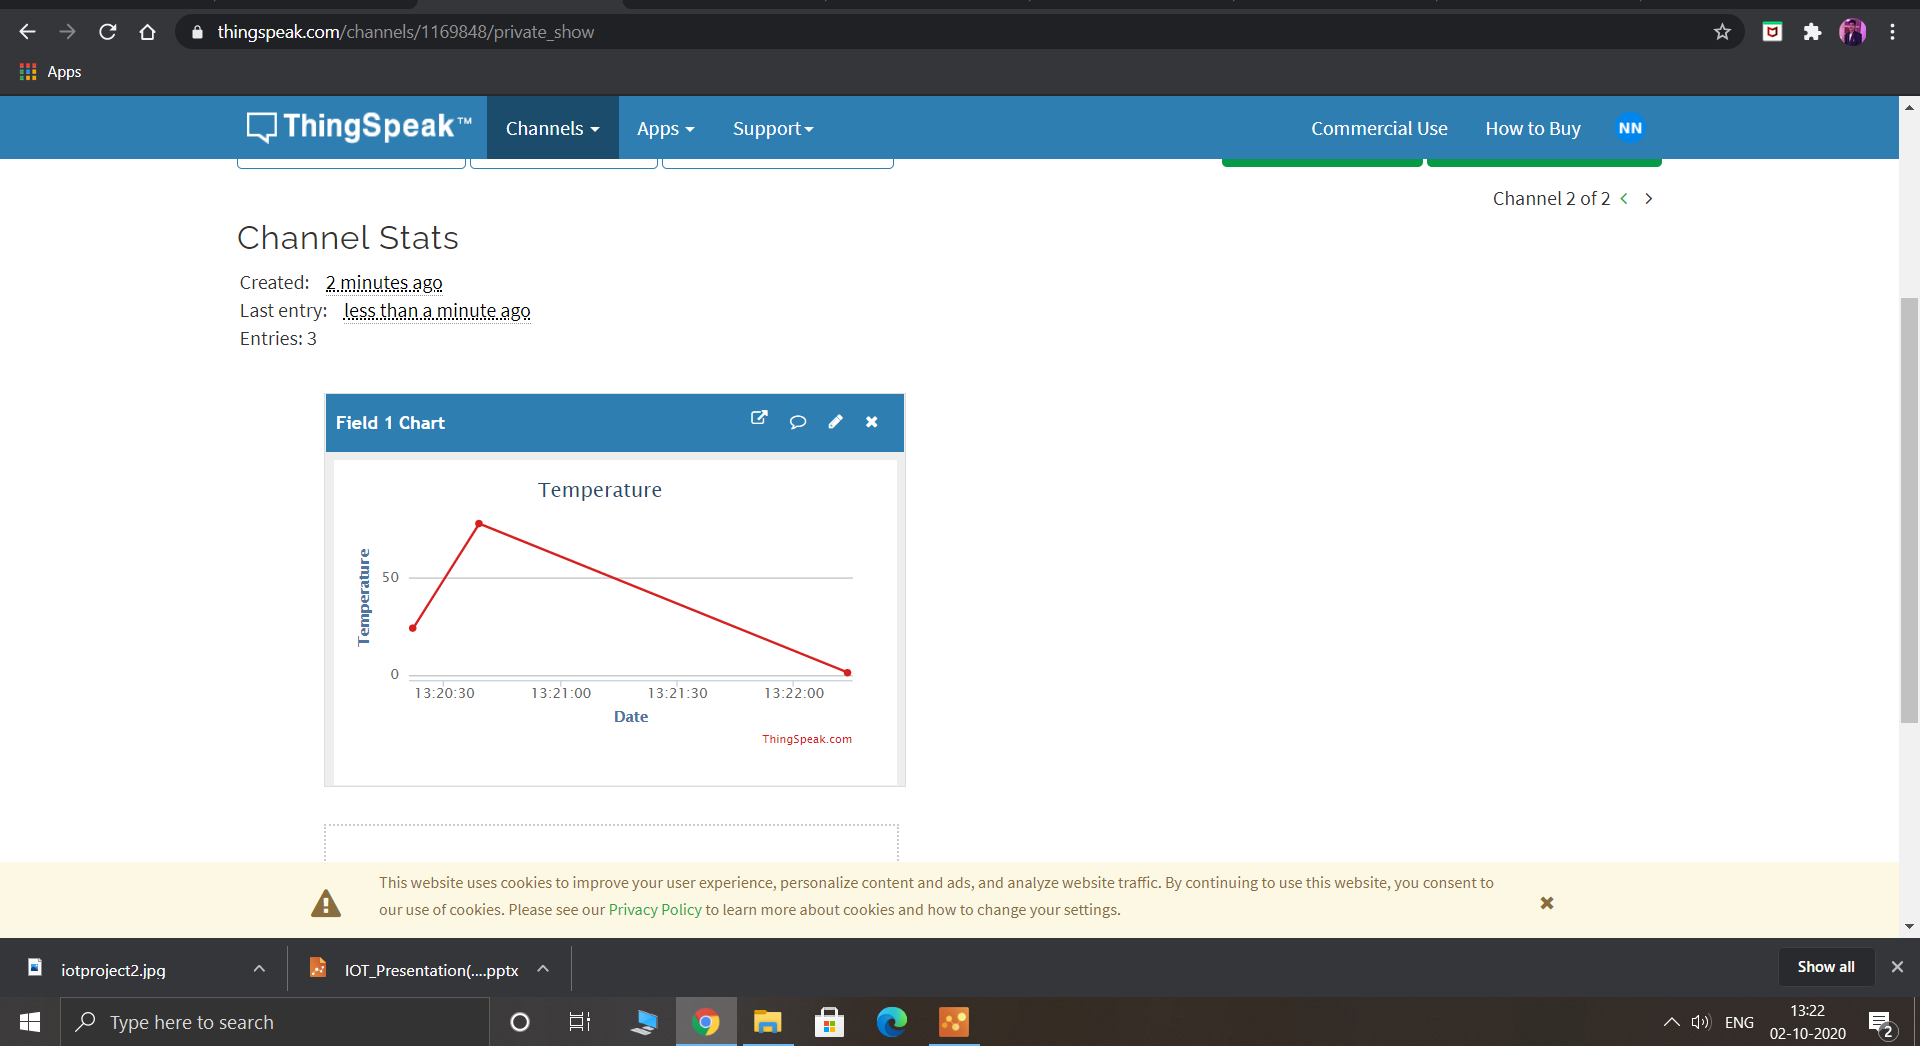 thingspeak.com/channels/1169848/private_show
Apps
ThingSpeak™ Channels Apps Support Commercial Use How to Buy NN
Channel 2 of 2
Channel Stats
Created: 2 minutes ago
Last entry: less than a minute ago
Entries: 3
Field 1 Chart
Temperature
Temperature
50
0
13:20:30 13:21:00 13:21:30 13:22:00
Date
ThingSpeak.com
This website uses cookies to improve your user experience, personalize content and ads, and analyze website traffic. By continuing to use this website, you consent to
our use of cookies. Please see our Privacy Policy to learn more about cookies and how to change your settings.
iotproject2.jpg IOT_Presentation(....pptx Show all
Type here to search ENG 13:22
02-10-2020 2